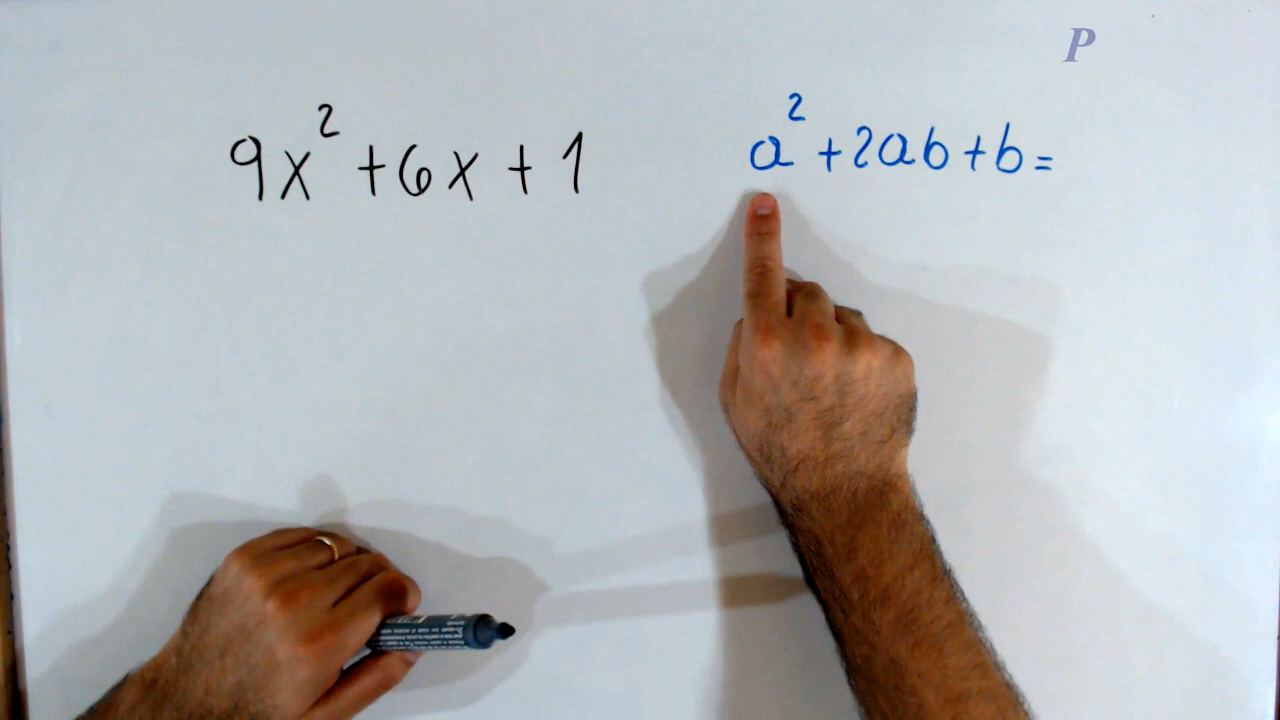 P
9x² + 6x + 1
a² + 2ab + b =